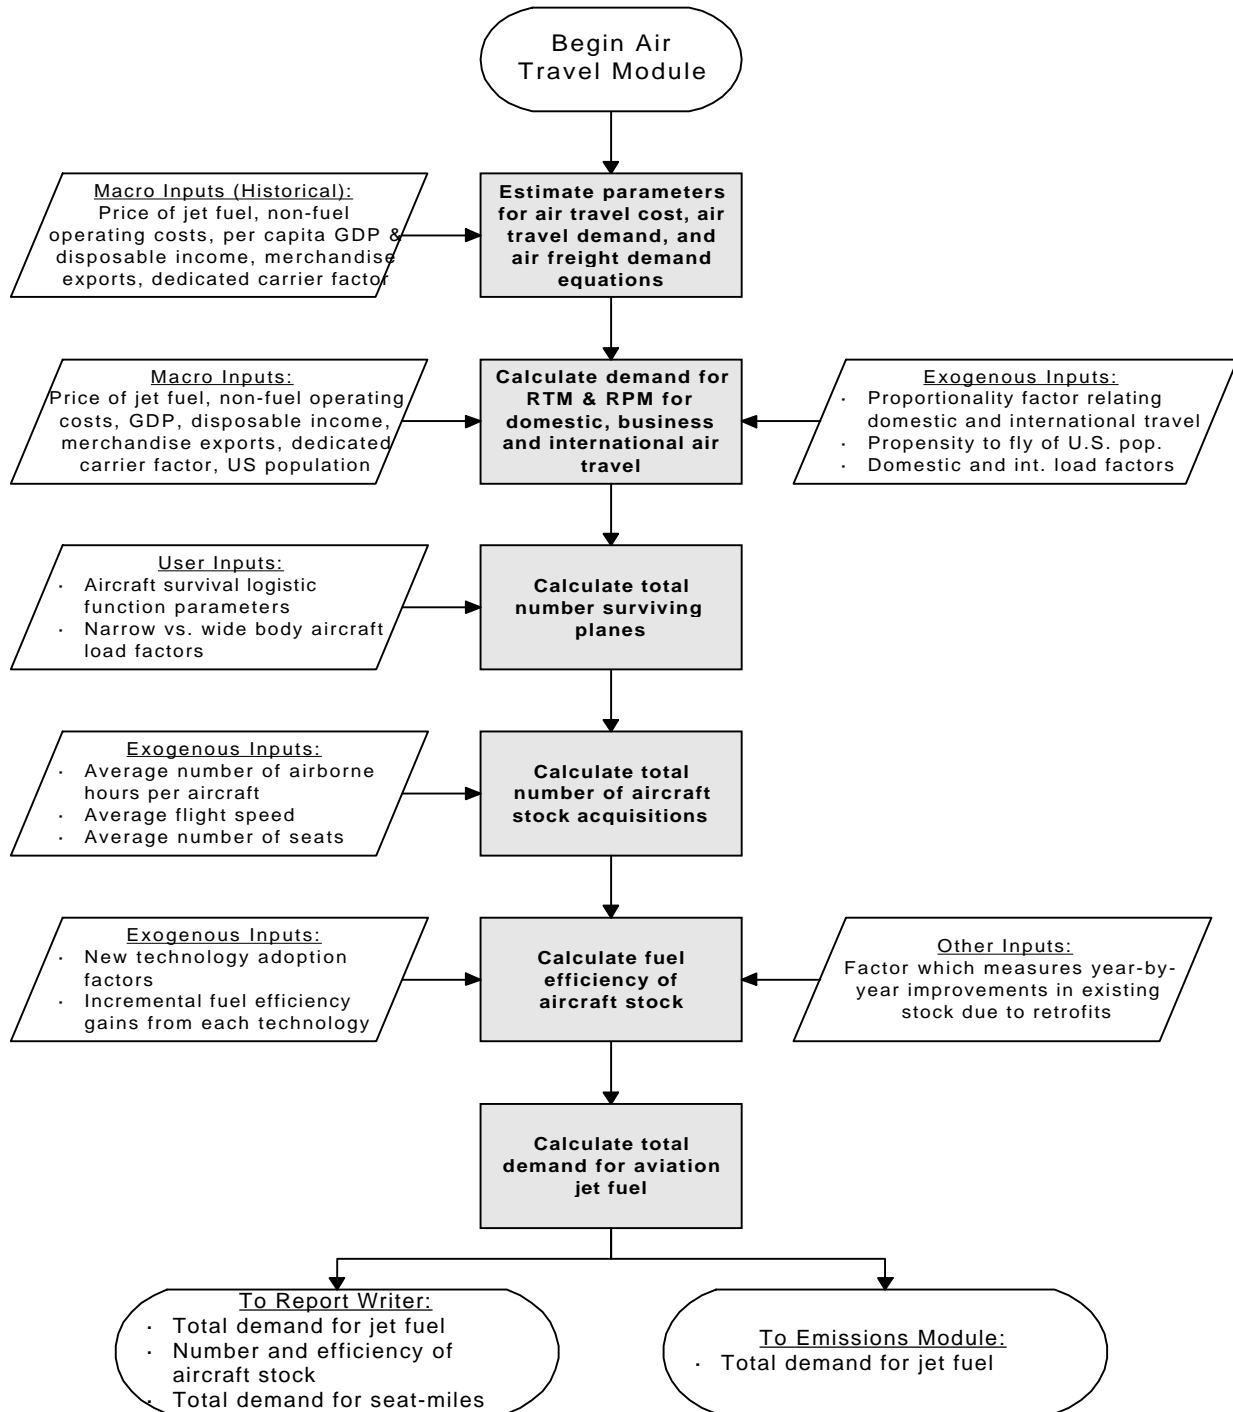 Begin Air
Travel Module
Macro Inputs (Historical):
Price of jet fuel, non-fuel
operating costs, per capita GDP &
disposable income, merchandise
exports, dedicated carrier factor
Estimate parameters
for air travel cost, air
travel demand, and
air freight demand
equations
Macro Inputs:
Price of jet fuel, non-fuel operating
costs, GDP, disposable income,
merchandise exports, dedicated
carrier factor, US population
Calculate demand for
RTM & RPM for
domestic, business
and international air
travel
Exogenous Inputs:
· Proportionality factor relating
domestic and international travel
· Propensity to fly of U.S. pop.
· Domestic and int. load factors
User Inputs:
· Aircraft survival logistic
function parameters
· Narrow vs. wide body aircraft
load factors
Calculate total
number surviving
planes
Exogenous Inputs:
· Average number of airborne
hours per aircraft
· Average flight speed
· Average number of seats
Calculate total
number of aircraft
stock acquisitions
Exogenous Inputs:
· New technology adoption
factors
· Incremental fuel efficiency
gains from each technology
Calculate fuel
efficiency of
aircraft stock
Other Inputs:
Factor which measures year-by-
year improvements in existing
stock due to retrofits
Calculate total
demand for aviation
jet fuel
To Report Writer:
· Total demand for jet fuel
· Number and efficiency of
aircraft stock
· Total demand for seat-miles
To Emissions Module:
· Total demand for jet fuel